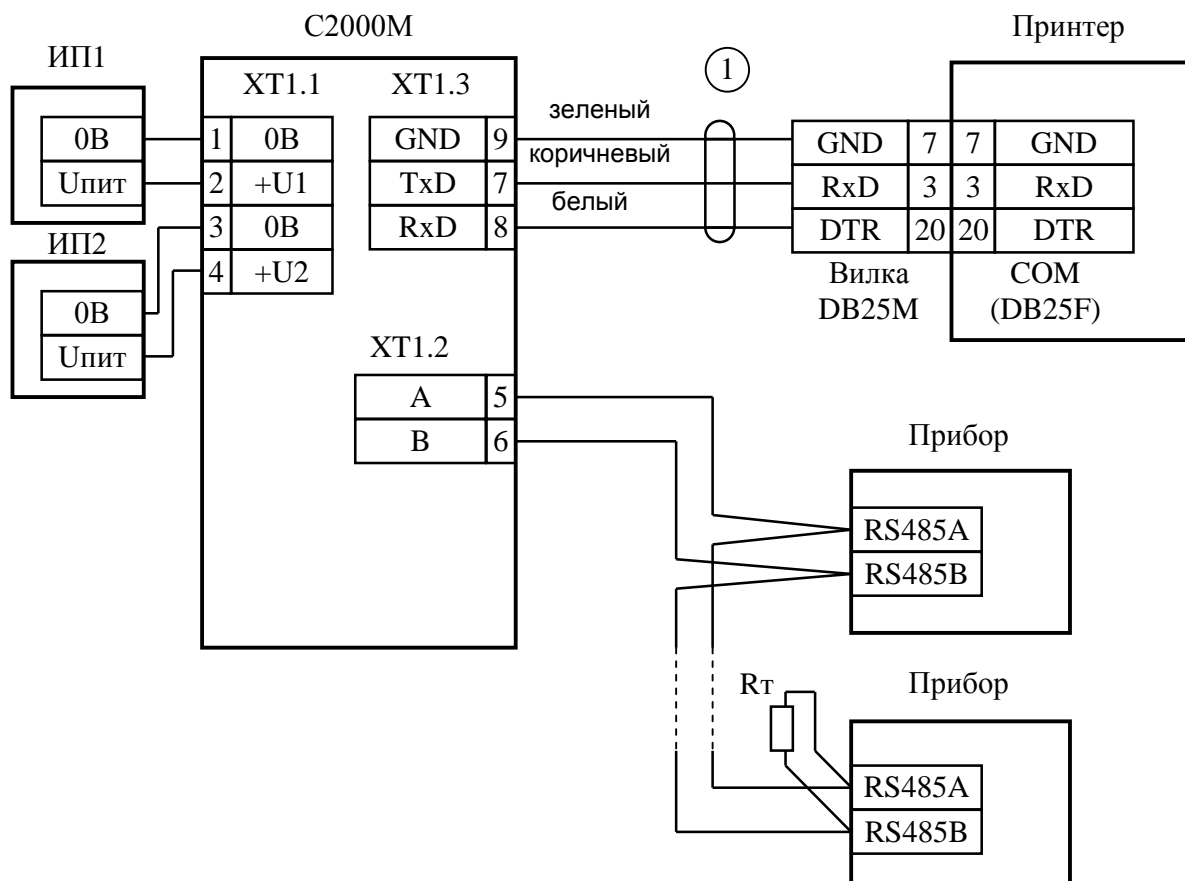 С2000М
Принтер
ИП1
0В
Uпит
ИП2
0В
Uпит
XT1.1
1 0В
2 +U1
3 0В
4 +U2
XT1.3
GND 9
TxD 7
RxD 8
зеленый
коричневый
белый
1
GND 7 7 GND
RxD 3 3 RxD
DTR 20 20 DTR
Вилка
DB25M
COM
(DB25F)
XT1.2
A 5
B 6
Прибор
RS485A
RS485B
Rт
Прибор
RS485A
RS485B